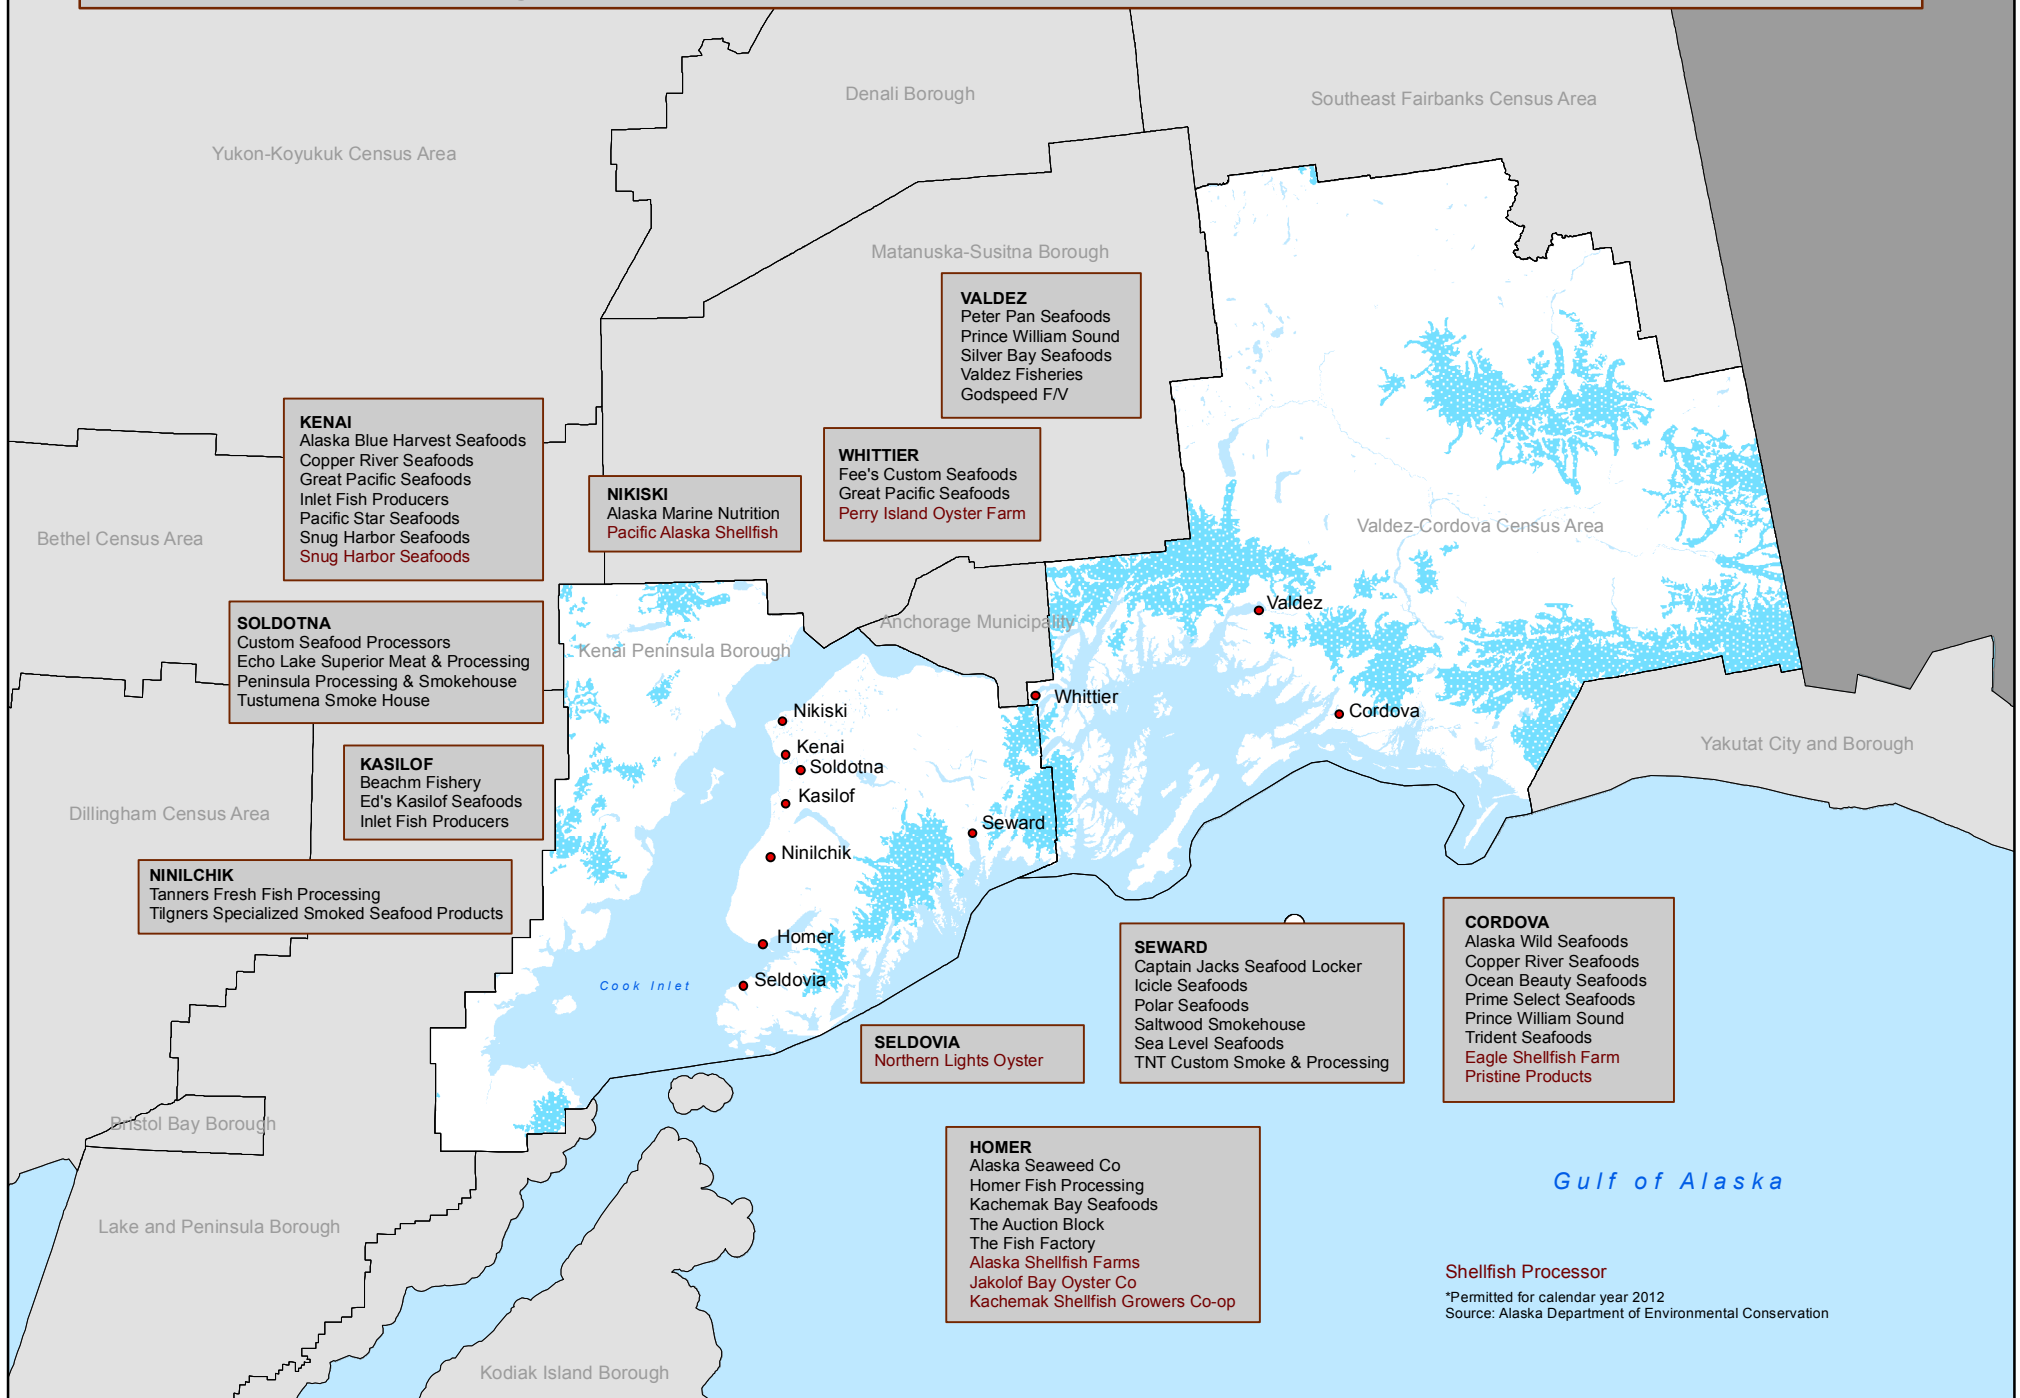 Denali Borough
Southeast Fairbanks Census Area
Yukon-Koyukuk Census Area
Matanuska-Susitna Borough
VALDEZ
Peter Pan Seafoods
Prince William Sound
Silver Bay Seafoods
Valdez Fisheries
Godspeed F/V
KENAI
Alaska Blue Harvest Seafoods
Copper River Seafoods
Great Pacific Seafoods
Inlet Fish Producers
Pacific Star Seafoods
Snug Harbor Seafoods
Snug Harbor Seafoods
NIKISKI
Alaska Marine Nutrition
Pacific Alaska Shellfish
WHITTIER
Fee's Custom Seafoods
Great Pacific Seafoods
Perry Island Oyster Farm
Bethel Census Area
Valdez-Cordova Census Area
SOLDOTNA
Custom Seafood Processors
Echo Lake Superior Meat & Processing
Peninsula Processing & Smokehouse
Tustumena Smoke House
Kenai Peninsula Borough
Anchorage Municipality
Valdez
Whittier
Cordova
Nikiski
Kenai
Soldotna
Kasilof
Seward
Ninilchik
Homer
Seldovia
Yakutat City and Borough
KASILOF
Beachm Fishery
Ed's Kasilof Seafoods
Inlet Fish Producers
Dillingham Census Area
NINILCHIK
Tanners Fresh Fish Processing
Tilgners Specialized Smoked Seafood Products
Cook Inlet
SELDOVIA
Northern Lights Oyster
SEWARD
Captain Jacks Seafood Locker
Icicle Seafoods
Polar Seafoods
Saltwood Smokehouse
Sea Level Seafoods
TNT Custom Smoke & Processing
CORDOVA
Alaska Wild Seafoods
Copper River Seafoods
Ocean Beauty Seafoods
Prime Select Seafoods
Prince William Sound
Trident Seafoods
Eagle Shellfish Farm
Pristine Products
Bristol Bay Borough
HOMER
Alaska Seaweed Co
Homer Fish Processing
Kachemak Bay Seafoods
The Auction Block
The Fish Factory
Alaska Shellfish Farms
Jakolof Bay Oyster Co
Kachemak Shellfish Growers Co-op
Gulf of Alaska
Lake and Peninsula Borough
Kodiak Island Borough
Shellfish Processor
*Permitted for calendar year 2012
Source: Alaska Department of Environmental Conservation